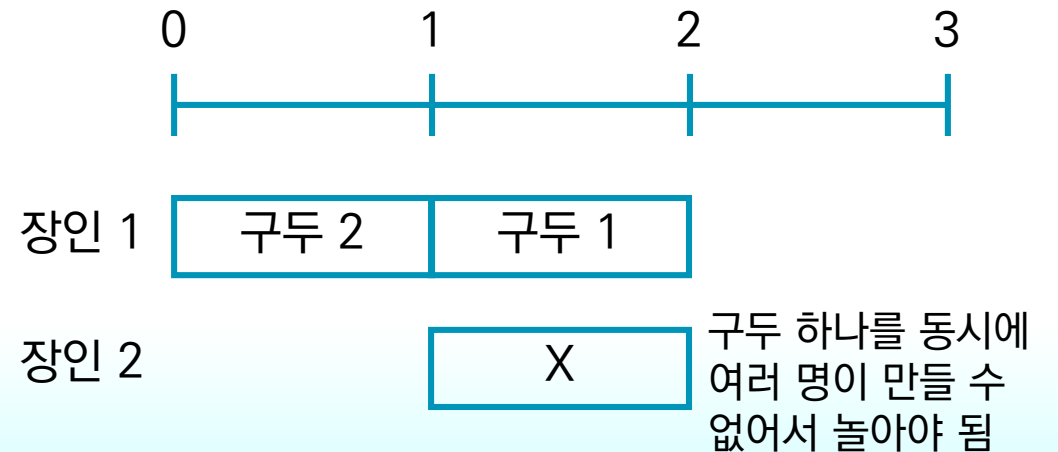 0 1 2 3
장인 1 구두 2 구두 1
장인 2 X
구두 하나를 동시에
여러 명이 만들 수
없어서 놀아야 됨